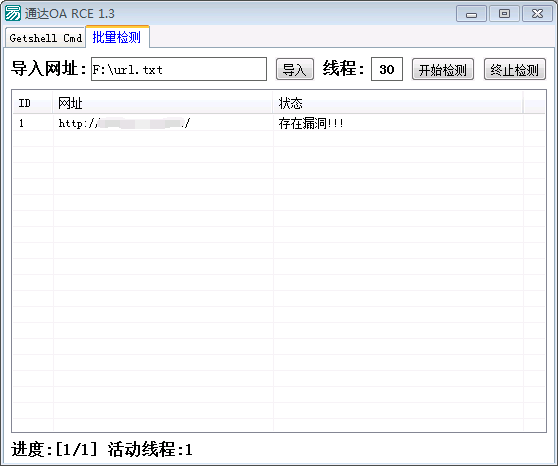 通达OA RCE 1.3
Getshell Cmd 批量检测
导入网址: F:\url.txt 导入 线程: 30 开始检测 终止检测
ID 网址 状态
1 http:// / 存在漏洞!!!
进度:[1/1] 活动线程:1